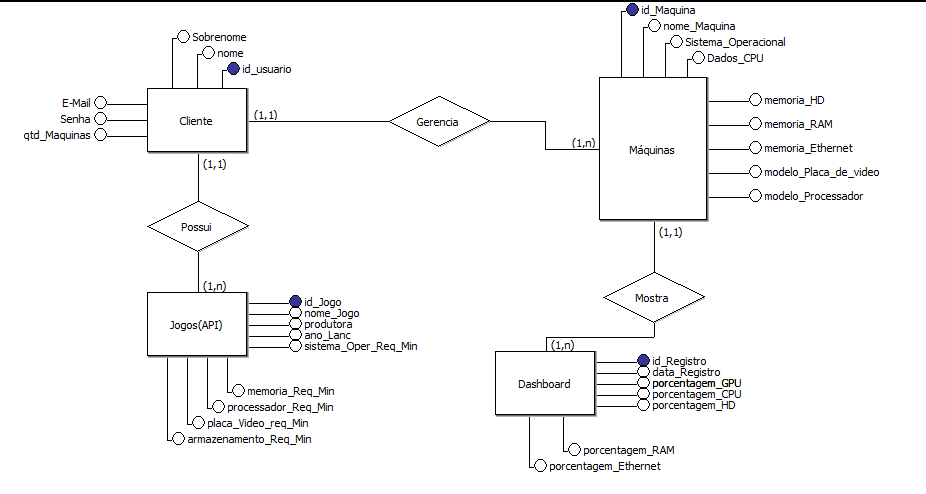 id_Maquina
nome_Maquina
Sistema_Operacional
Dados_CPU
Sobrenome
nome
id_usuario
E-Mail
Senha
qtd_Maquinas
Cliente
(1,1)
Gerencia
(1,n)
Máquinas
memoria_HD
memoria_RAM
memoria_Ethernet
modelo_Placa_de_video
modelo_Processador
(1,1)
Possui
(1,n)
(1,1)
Mostra
(1,n)
Jogos(API)
id_Jogo
nome_Jogo
produtora
ano_Lanc
sistema_Oper_Req_Min
memoria_Req_Min
processador_Req_Min
placa_Video_req_Min
armazenamento_Req_Min
Dashboard
id_Registro
data_Registro
porcentagem_GPU
porcentagem_CPU
porcentagem_HD
porcentagem_RAM
porcentagem_Ethernet